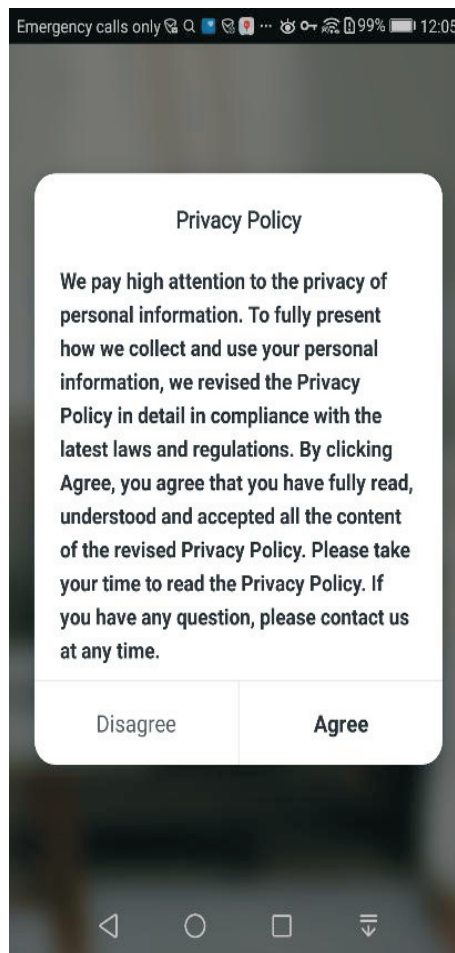 Emergency calls only 99% 12:05
Privacy Policy
We pay high attention to the privacy of
personal information. To fully present
how we collect and use your personal
information, we revised the Privacy
Policy in detail in compliance with the
latest laws and regulations. By clicking
Agree, you agree that you have fully read,
understood and accepted all the content
of the revised Privacy Policy. Please take
your time to read the Privacy Policy. If
you have any question, please contact us
at any time.
Disagree Agree